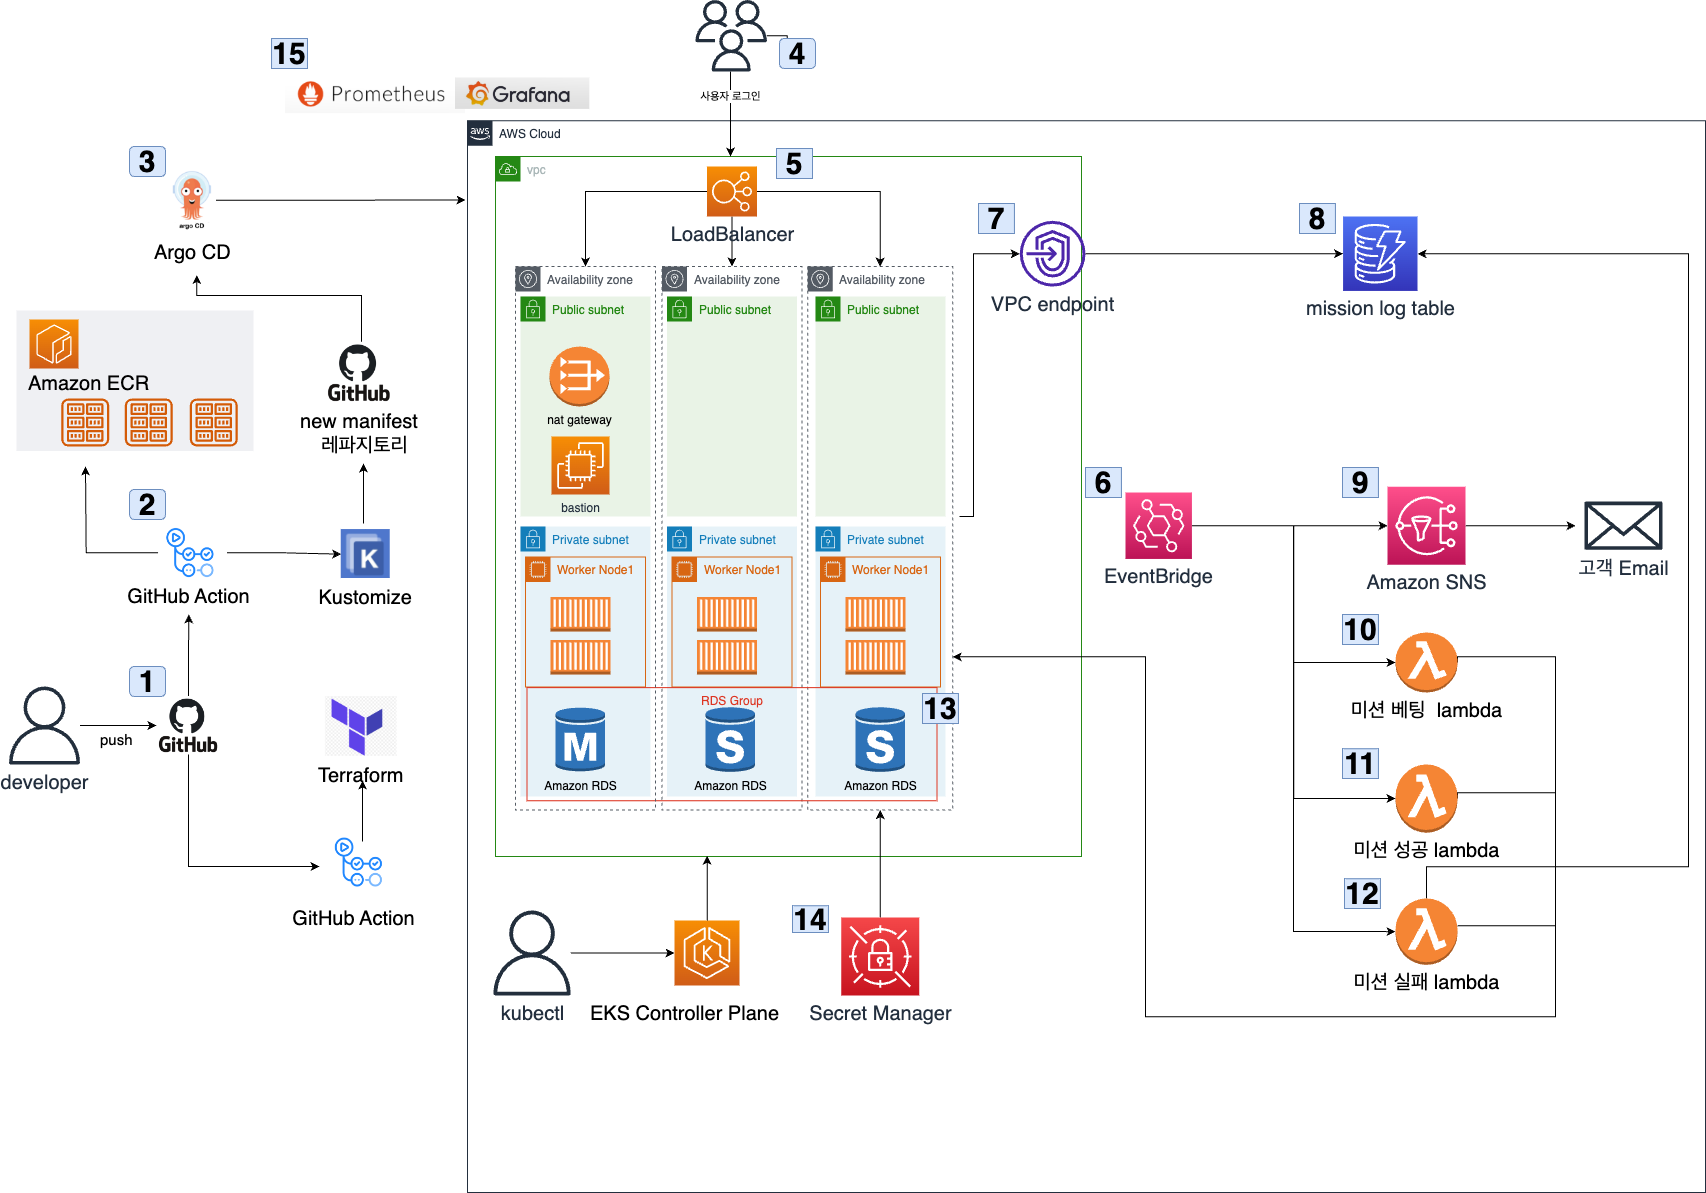 15
Prometheus
Grafana
4
사용자 로그인
aws
AWS Cloud
3
argo CD
Argo CD
vpc
5
LoadBalancer
7
VPC endpoint
8
mission log table
Availability zone
Availability zone
Availability zone
Public subnet
Public subnet
Public subnet
nat gateway
bastion
Amazon ECR
GitHub
new manifest
레파지토리
2
GitHub Action
K
Kustomize
Private subnet
Private subnet
Private subnet
Worker Node1
Worker Node1
Worker Node1
6
EventBridge
9
Amazon SNS
고객 Email
10
미션 베팅 lambda
11
미션 성공 lambda
12
미션 실패 lambda
1
developer
push
GitHub
Terraform
GitHub Action
RDS Group
13
M
S
S
Amazon RDS
Amazon RDS
Amazon RDS
14
kubectl
K
EKS Controller Plane
Secret Manager